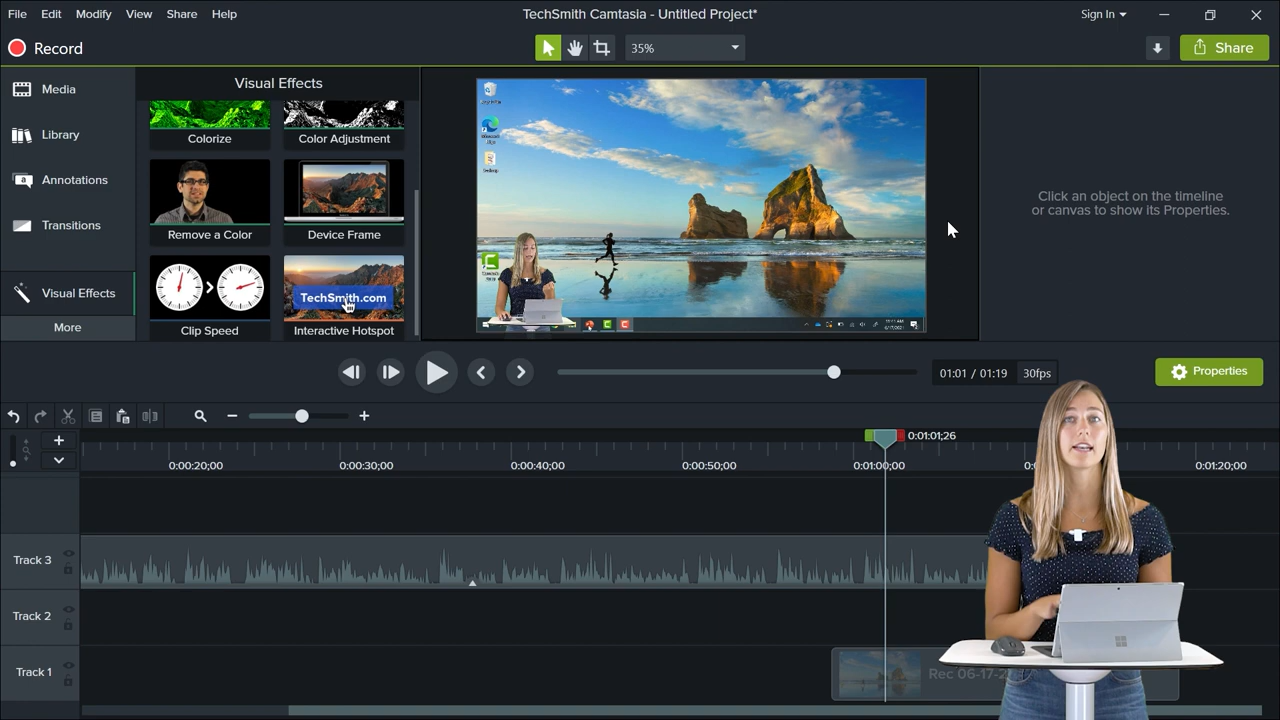 File Edit Modify View Share Help
TechSmith Camtasia - Untitled Project*
Sign In
Record
35%
Share
Media
Library
Annotations
Transitions
Visual Effects
More
Visual Effects
Colorize
Color Adjustment
Remove a Color
Device Frame
TechSmith.com
Clip Speed
Interactive Hotspot
Click an object on the timeline
or canvas to show its Properties.
01:01 / 01:19
30fps
Properties
0:01:01;26
0:00:20;00
0:00:30;00
0:00:40;00
0:00:50;00
0:01:00;00
0:01:20;00
Track 3
Track 2
Track 1
Rec 06-17-2